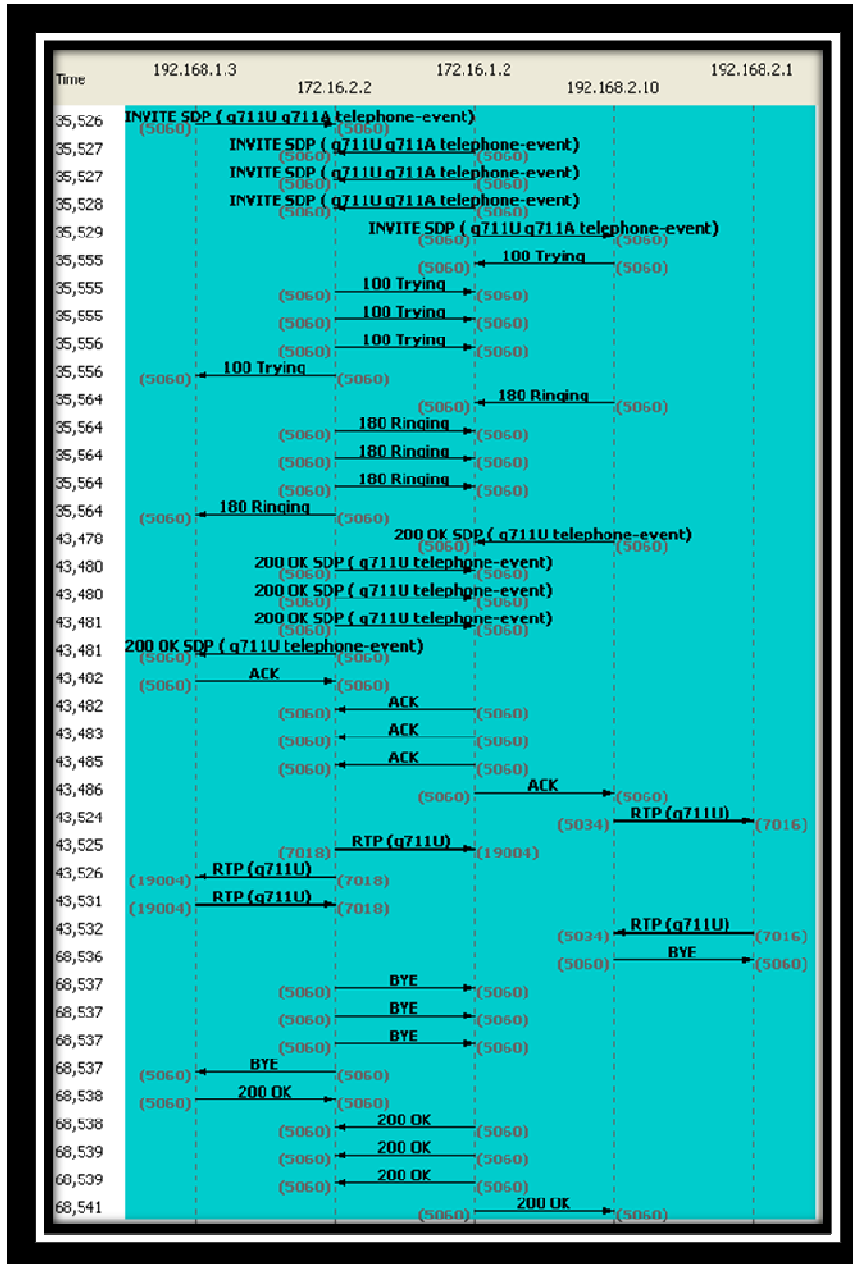 Time 192.168.1.3 172.16.2.2 172.16.1.2 192.168.2.10 192.168.2.1
35,526 INVITE SDP ( g711U g711A telephone-event) (5060) (5060)
35,527 INVITE SDP ( g711U g711A telephone-event) (5060) (5060)
35,527 INVITE SDP ( g711U g711A telephone-event) (5060) (5060)
35,528 INVITE SDP ( g711U g711A telephone-event) (5060) (5060)
35,529 INVITE SDP ( g711U g711A telephone-event) (5060) (5060)
35,555 100 Trying (5060) (5060)
35,555 100 Trying (5060) (5060)
35,555 100 Trying (5060) (5060)
35,556 100 Trying (5060) (5060)
35,556 100 Trying (5060) (5060)
35,564 180 Ringing (5060) (5060)
35,564 180 Ringing (5060) (5060)
35,564 180 Ringing (5060) (5060)
35,564 180 Ringing (5060) (5060)
35,564 180 Ringing (5060) (5060)
43,478 200 OK SDP ( g711U telephone-event) (5060) (5060)
43,480 200 OK SDP ( g711U telephone-event) (5060) (5060)
43,480 200 OK SDP ( g711U telephone-event) (5060) (5060)
43,481 200 OK SDP ( g711U telephone-event) (5060) (5060)
43,481 200 OK SDP ( g711U telephone-event) (5060) (5060)
43,482 ACK (5060) (5060)
43,482 ACK (5060) (5060)
43,483 ACK (5060) (5060)
43,485 ACK (5060) (5060)
43,486 ACK (5060) (5060)
43,524 RTP (g711U) (5034) (7016)
43,525 RTP (g711U) (7018) (19004)
43,526 RTP (g711U) (19004) (7018)
43,531 RTP (g711U) (19004) (7018)
43,532 RTP (g711U) (5034) (7016)
68,536 BYE (5060) (5060)
68,537 BYE (5060) (5060)
68,537 BYE (5060) (5060)
68,537 BYE (5060) (5060)
68,537 BYE (5060) (5060)
68,538 200 OK (5060) (5060)
68,538 200 OK (5060) (5060)
68,539 200 OK (5060) (5060)
68,539 200 OK (5060) (5060)
68,541 200 OK (5060) (5060)